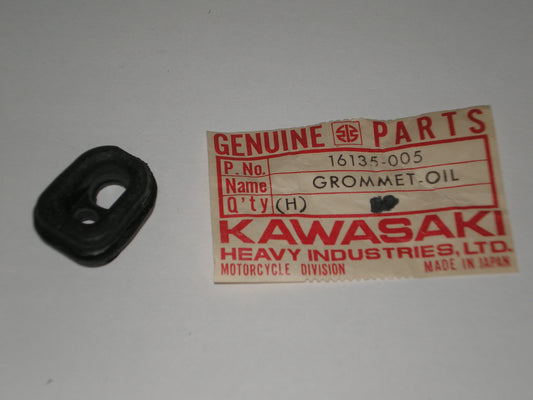 GENUINE PARTS
P. No. 16135-005
Name GROMMET-OIL
Q'ty (H)
KAWASAKI
HEAVY INDUSTRIES, LTD.
MOTORCYCLE DIVISION MADE IN JAPAN